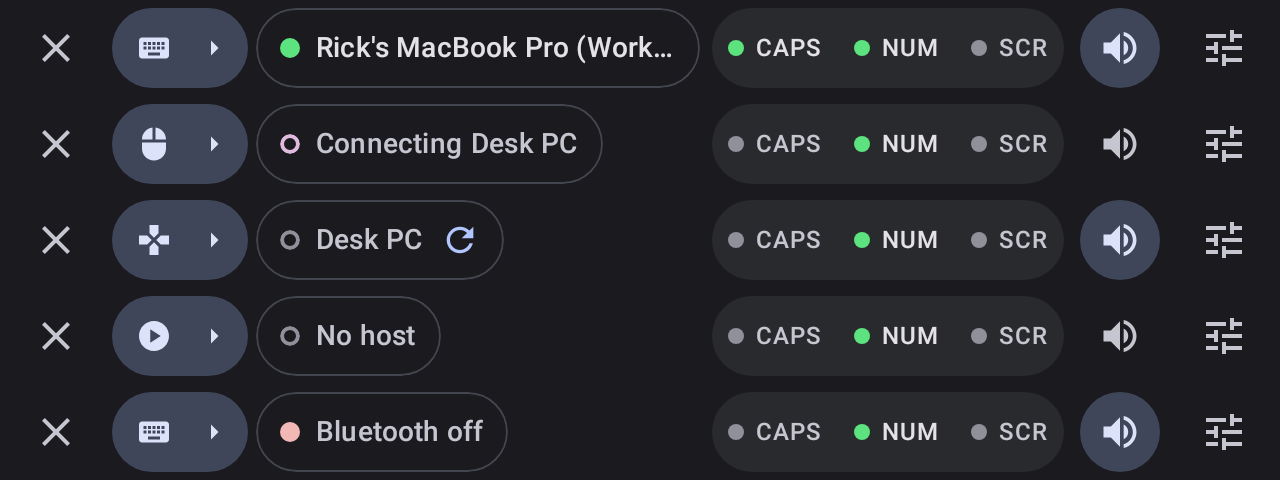 Rick's MacBook Pro (Work… CAPS NUM SCR
Connecting Desk PC CAPS NUM SCR
Desk PC CAPS NUM SCR
No host CAPS NUM SCR
Bluetooth off CAPS NUM SCR